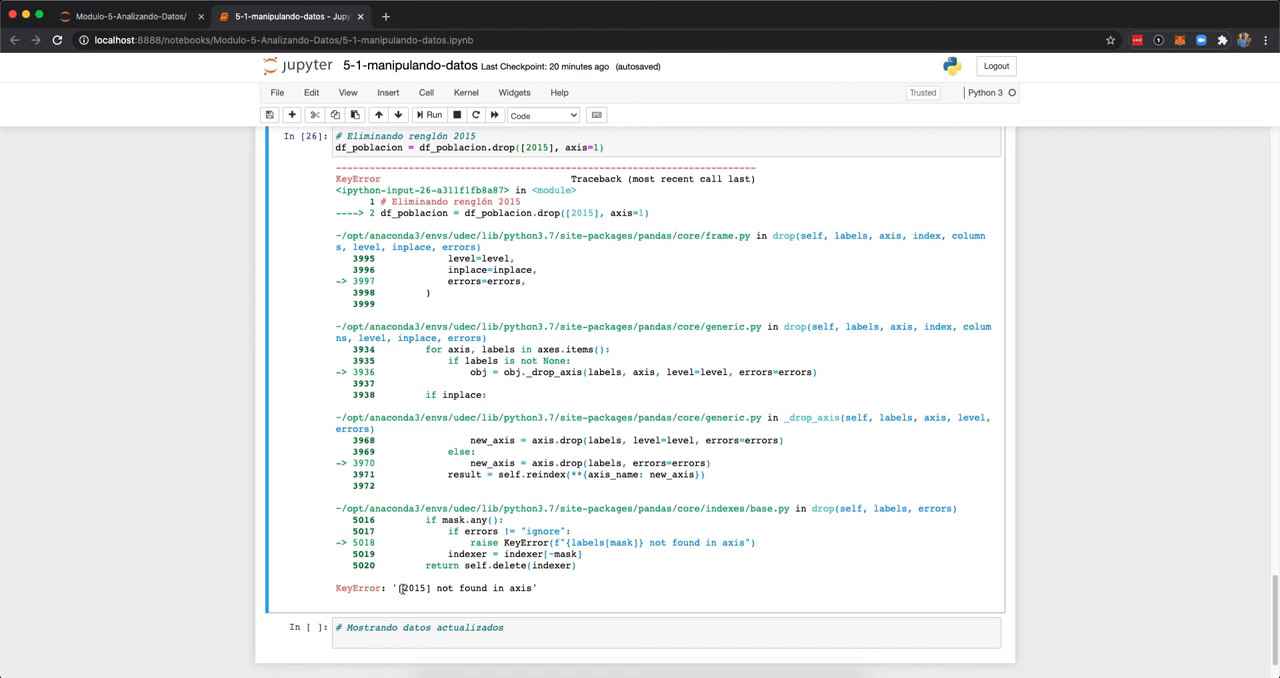 Modulo-5-Analizando-Datos/
5-1-manipulando-datos - Jupy
localhost:8888/notebooks/Modulo-5-Analizando-Datos/5-1-manipulando-datos.ipynb
jupyter 5-1-manipulando-datos Last Checkpoint: 20 minutes ago (autosaved)
Logout
File Edit View Insert Cell Kernel Widgets Help
Trusted
Python 3
Run
Code
In [26]: # Eliminando renglón 2015
df_poblacion = df_poblacion.drop([2015], axis=1)
---------------------------------------------------------------------------
KeyError Traceback (most recent call last)
<ipython-input-26-a311f1fb8a87> in <module>
1 # Eliminando renglón 2015
----> 2 df_poblacion = df_poblacion.drop([2015], axis=1)
~/opt/anaconda3/envs/udec/lib/python3.7/site-packages/pandas/core/frame.py in drop(self, labels, axis, index, column
s, level, inplace, errors)
3995 level=level,
3996 inplace=inplace,
-> 3997 errors=errors,
3998 )
3999
~/opt/anaconda3/envs/udec/lib/python3.7/site-packages/pandas/core/generic.py in drop(self, labels, axis, index, colum
ns, level, inplace, errors)
3934 for axis, labels in axes.items():
3935 if labels is not None:
-> 3936 obj = obj._drop_axis(labels, axis, level=level, errors=errors)
3937
3938 if inplace:
~/opt/anaconda3/envs/udec/lib/python3.7/site-packages/pandas/core/generic.py in _drop_axis(self, labels, axis, level,
errors)
3968 new_axis = axis.drop(labels, level=level, errors=errors)
3969 else:
-> 3970 new_axis = axis.drop(labels, errors=errors)
3971 result = self.reindex(**{axis_name: new_axis})
3972
~/opt/anaconda3/envs/udec/lib/python3.7/site-packages/pandas/core/indexes/base.py in drop(self, labels, errors)
5016 if mask.any():
5017 if errors != "ignore":
-> 5018 raise KeyError(f"{labels[mask]} not found in axis")
5019 indexer = indexer[~mask]
5020 return self.delete(indexer)
KeyError: '[2015] not found in axis'
In [ ]: # Mostrando datos actualizados